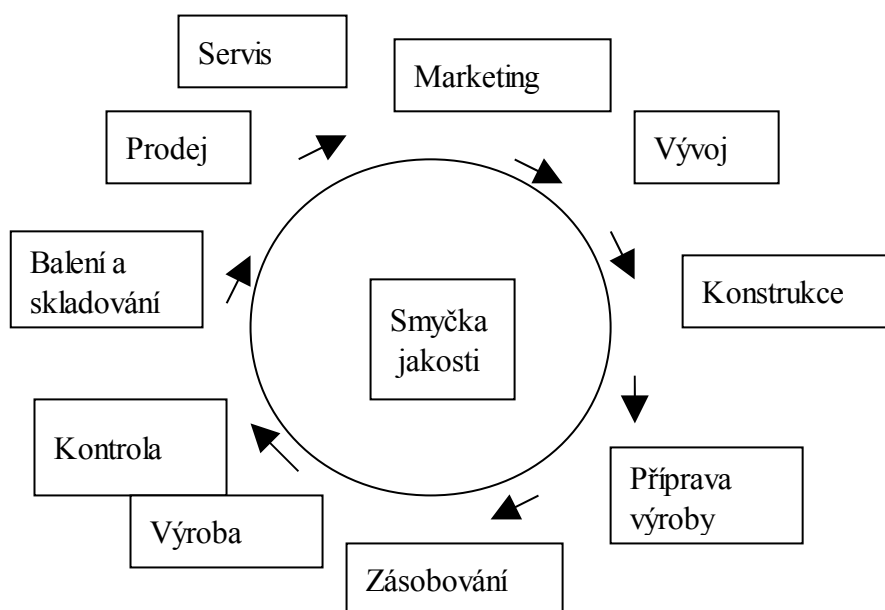 Servis
Marketing
Prodej
Vývoj
Balení a
skladování
Konstrukce
Smyčka
jakosti
Kontrola
Příprava
výroby
Výroba
Zásobování